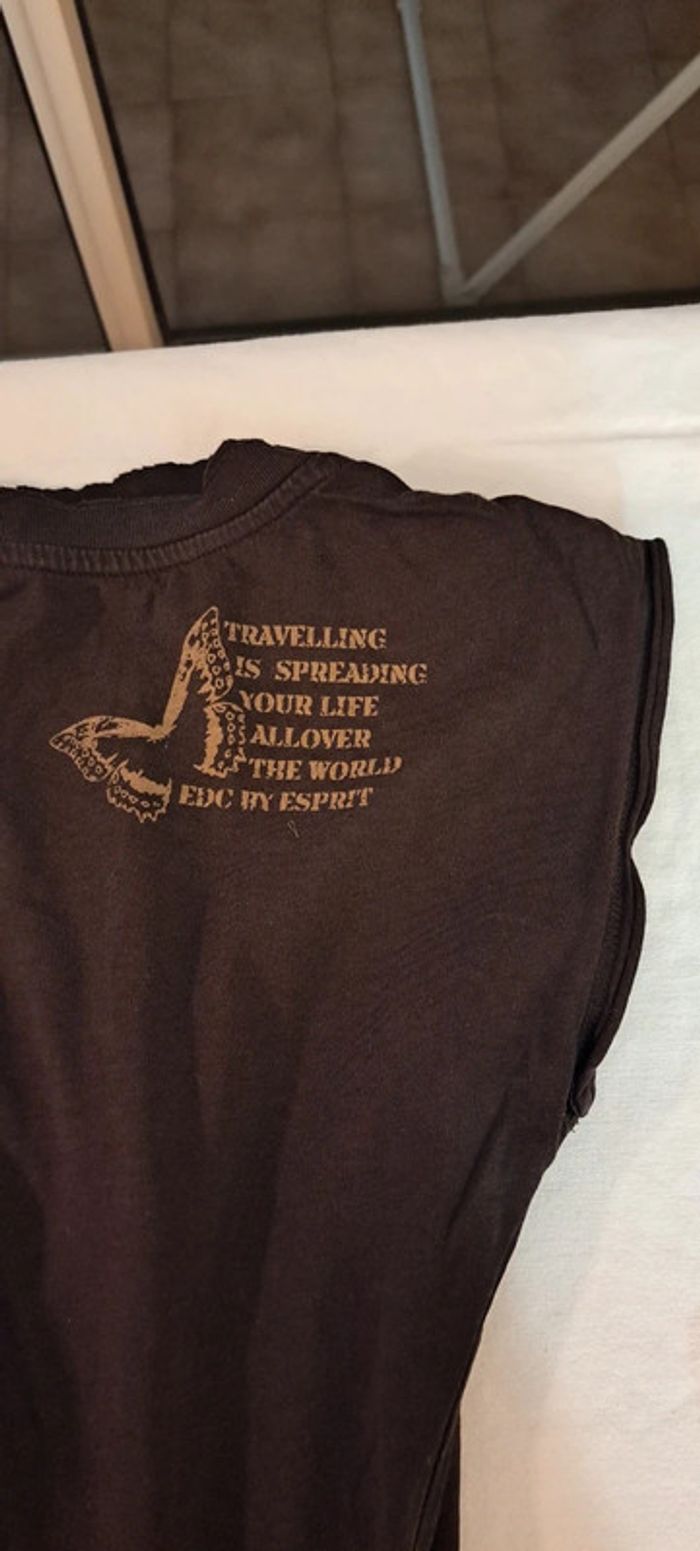 TRAVELLING
IS SPREADING
YOUR LIFE
ALLOVER
THE WORLD
EDC BY ESPRIT